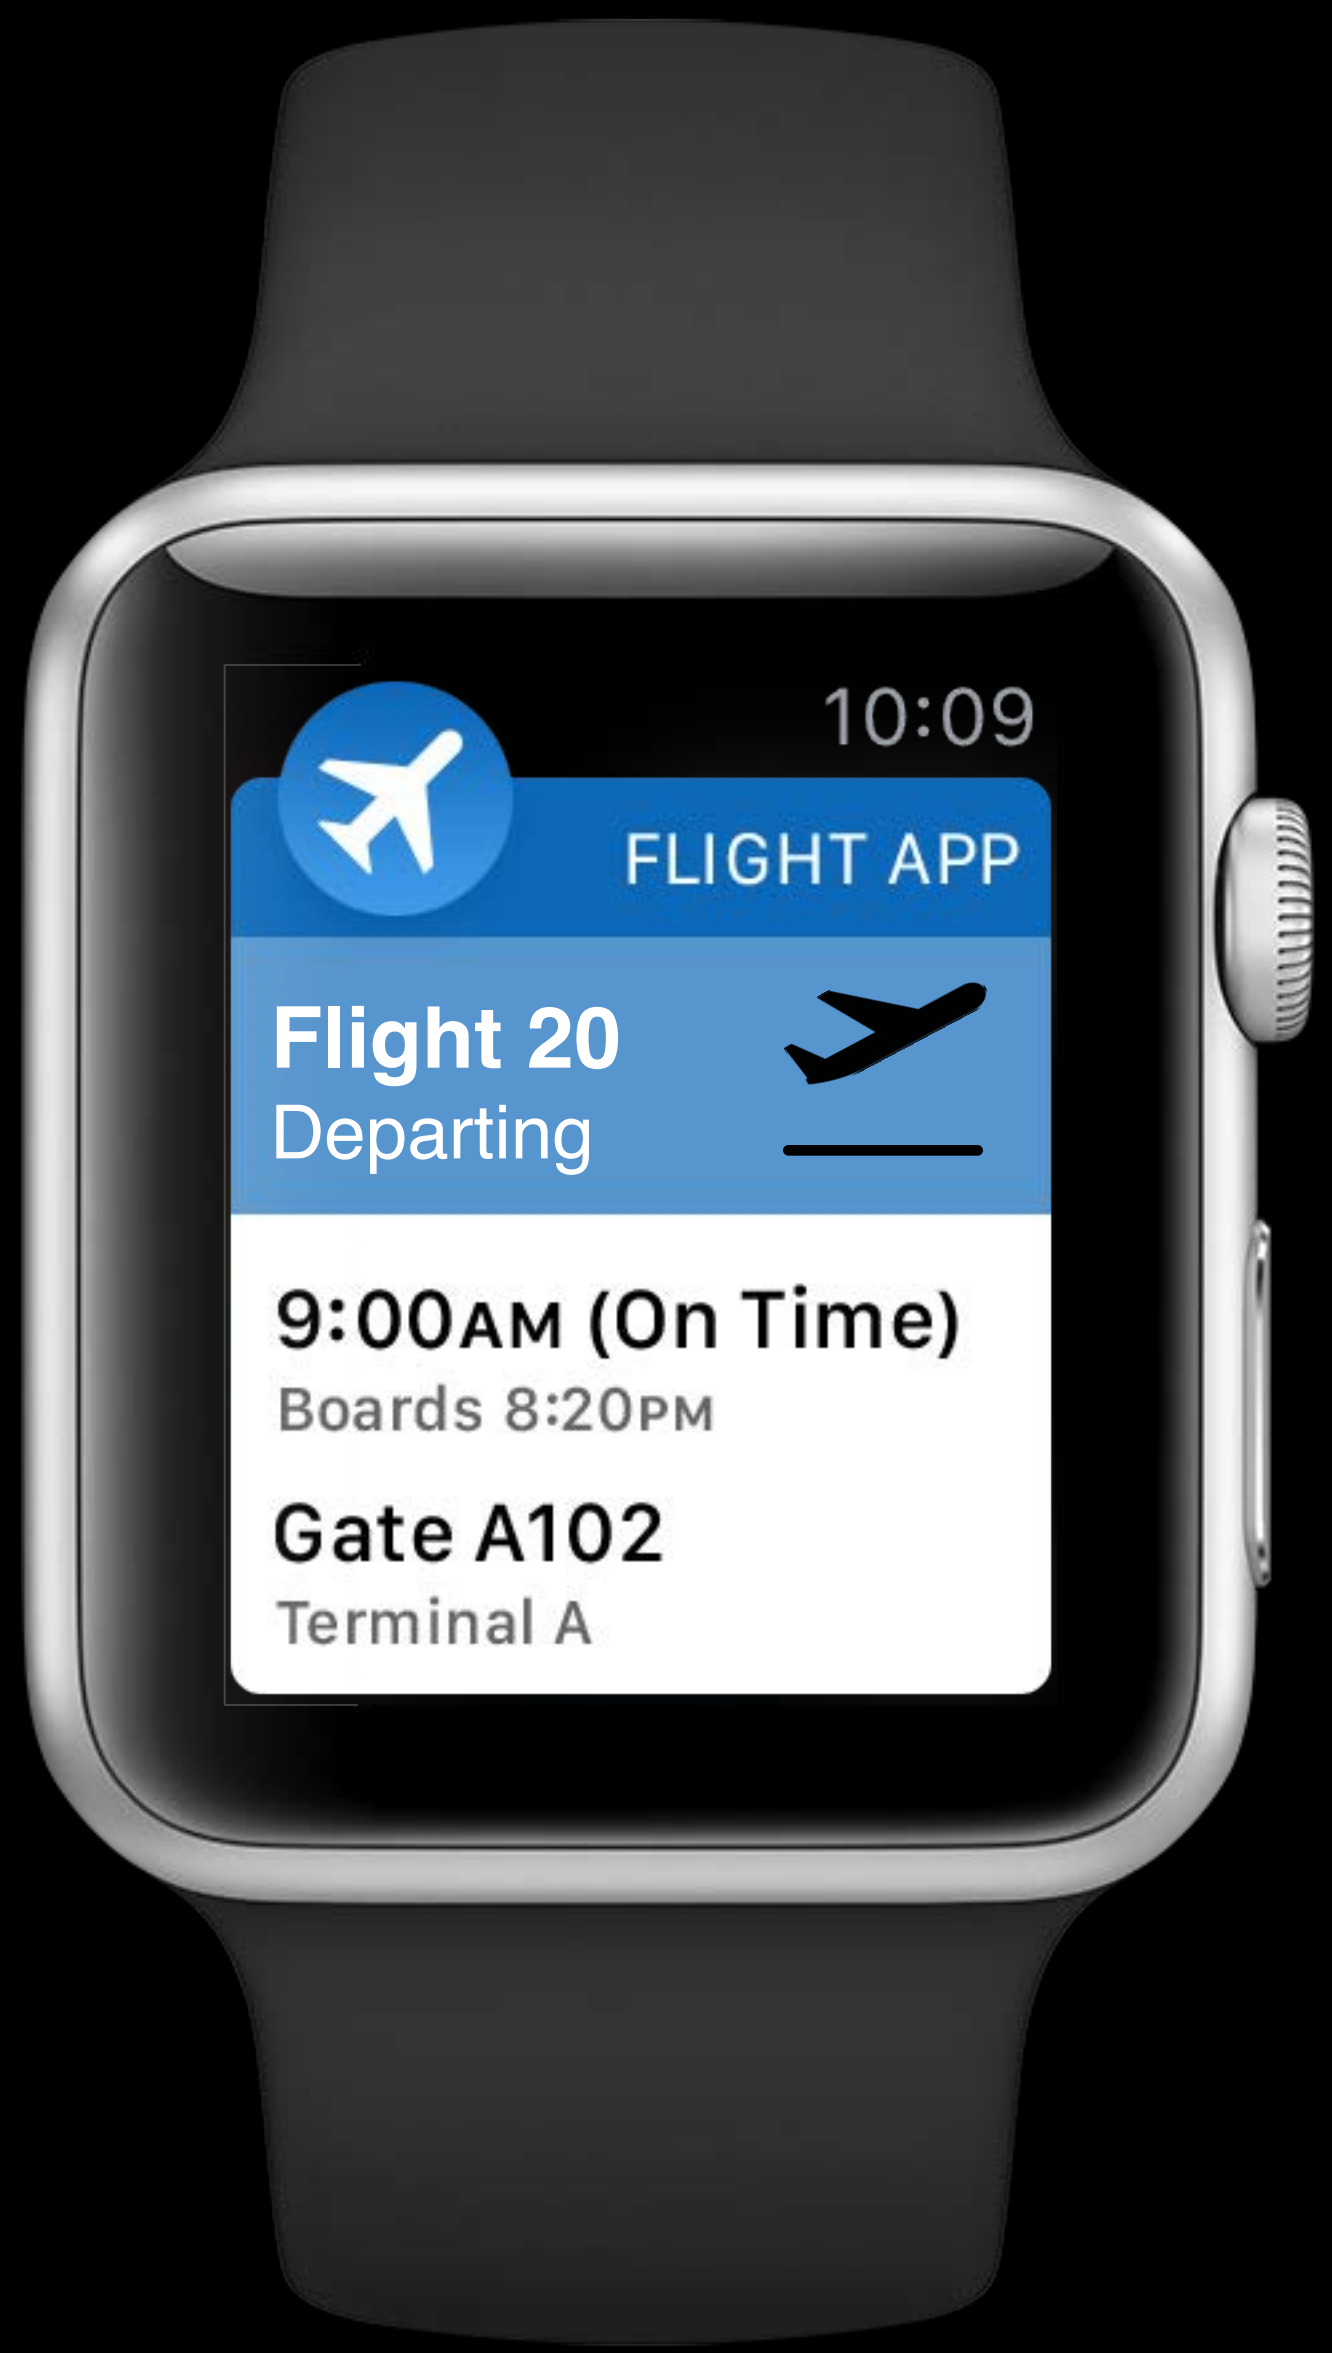 10:09
FLIGHT APP
Flight 20
Departing
9:00AM (On Time)
Boards 8:20PM
Gate A102
Terminal A